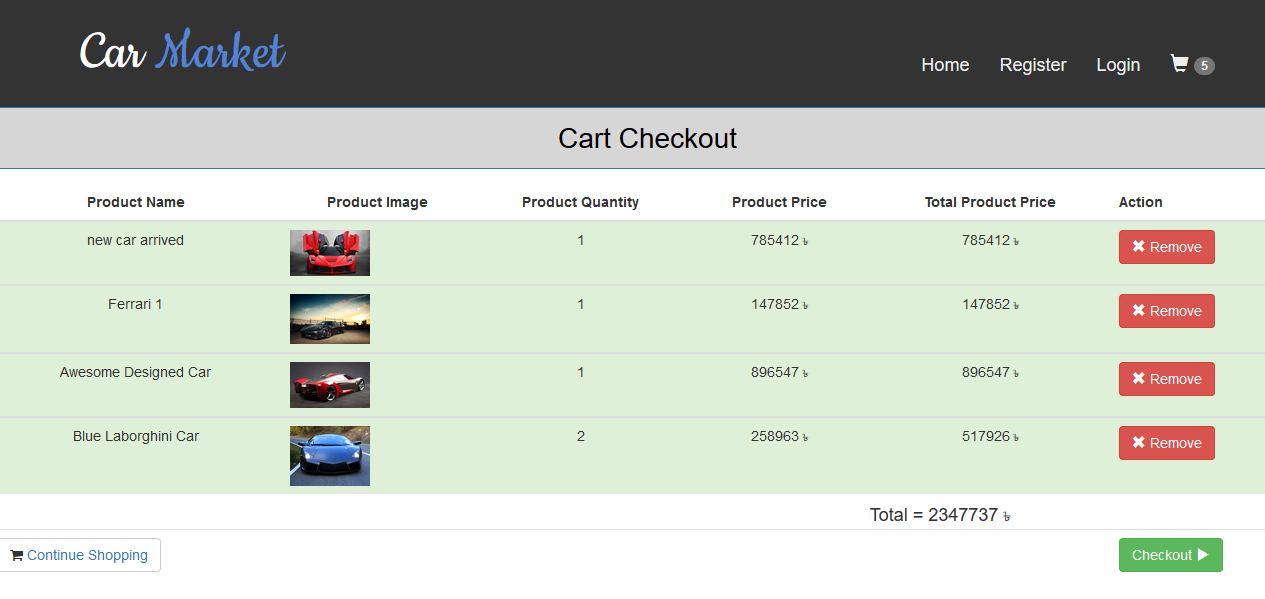 Car Market
Home Register Login 5
Cart Checkout
Product Name Product Image Product Quantity Product Price Total Product Price Action
new car arrived 1 785412 ৳ 785412 ৳ Remove
Ferrari 1 1 147852 ৳ 147852 ৳ Remove
Awesome Designed Car 1 896547 ৳ 896547 ৳ Remove
Blue Laborghini Car 2 258963 ৳ 517926 ৳ Remove
Total = 2347737 ৳
Continue Shopping Checkout